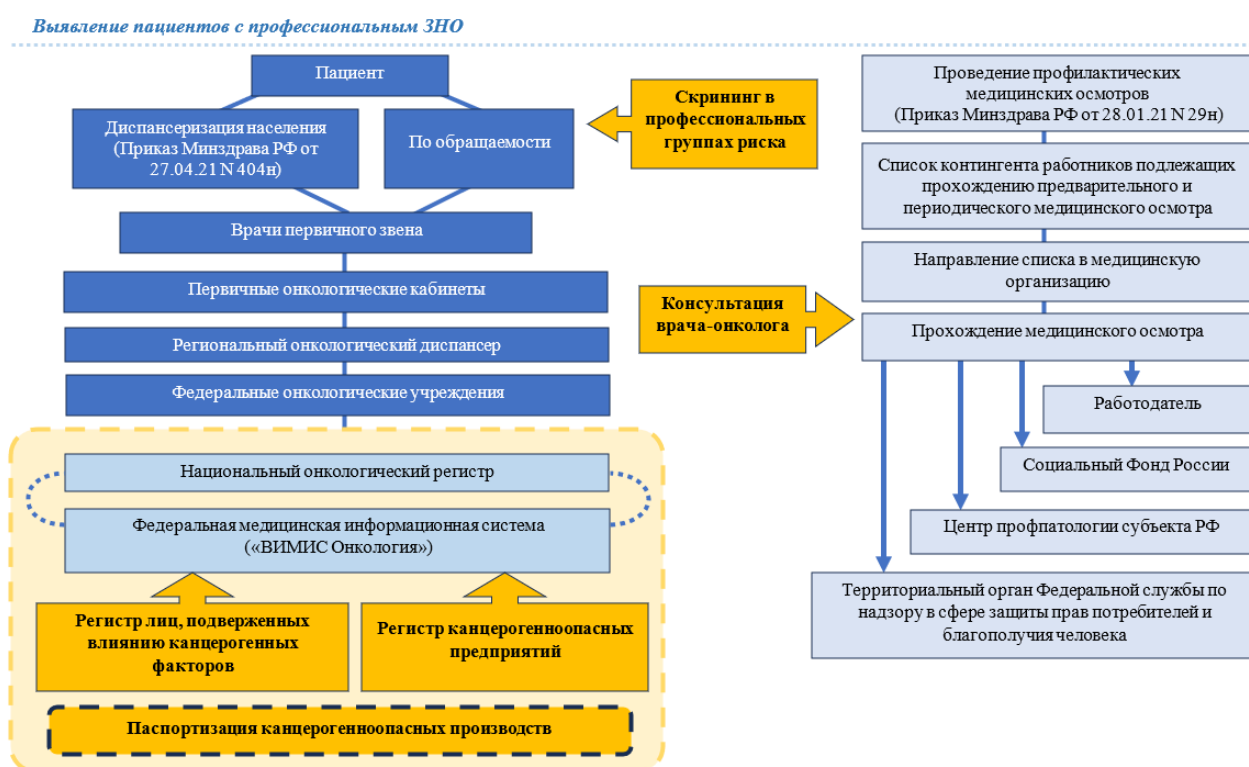 Выявление пациентов с профессиональным ЗНО
Пациент
Диспансеризация населения
(Приказ Минздрава РФ от
27.04.21 N 404н)
По обращаемости
Скрининг в
профессиональных
группах риска
Врачи первичного звена
Первичные онкологические кабинеты
Региональный онкологический диспансер
Федеральные онкологические учреждения
Национальный онкологический регистр
Федеральная медицинская информационная система
(«ВИМИС Онкология»)
Регистр лиц, подверженных
влиянию канцерогенных
факторов
Регистр канцерогенноопасных
предприятий
Паспортизация канцерогенноопасных производств
Консультация
врача-онколога
Проведение профилактических
медицинских осмотров
(Приказ Минздрава РФ от 28.01.21 N 29н)
Список контингента работников подлежащих
прохождению предварительного и
периодического медицинского осмотра
Направление списка в медицинскую
организацию
Прохождение медицинского осмотра
Работодатель
Социальный Фонд России
Центр профпатологии субъекта РФ
Территориальный орган Федеральной службы по
надзору в сфере защиты прав потребителей и
благополучия человека